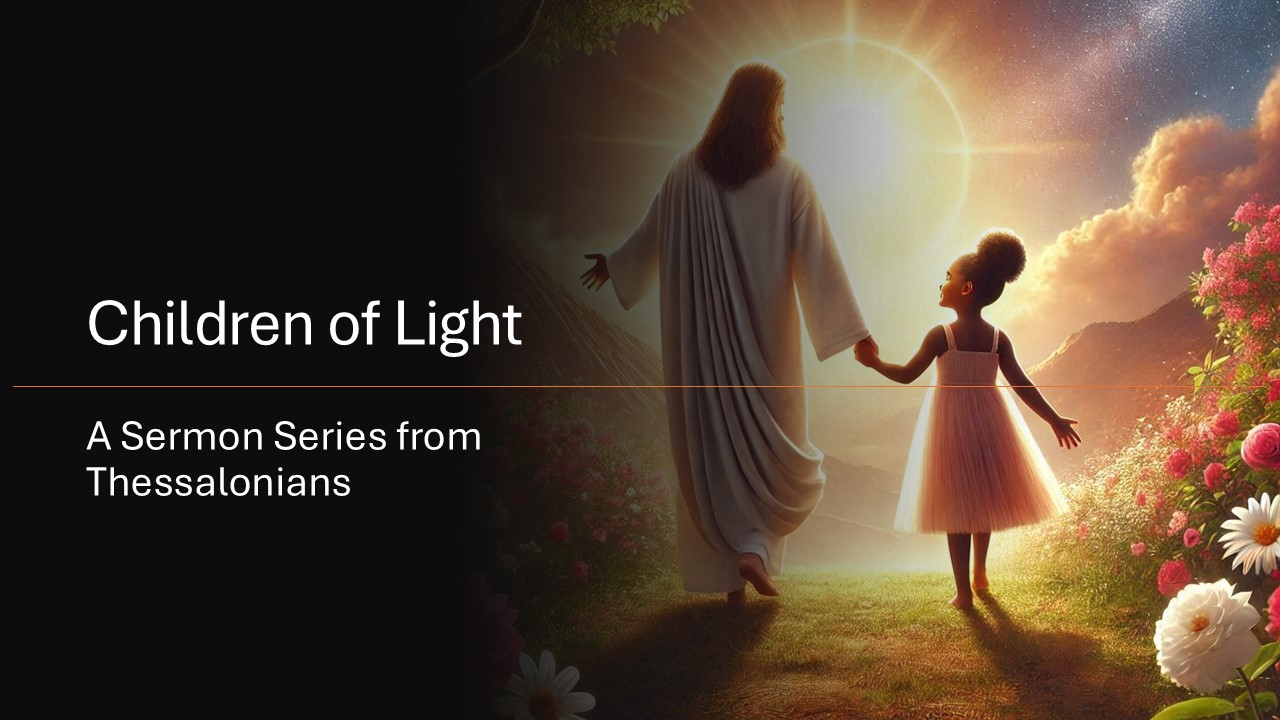 Children of Light
A Sermon Series from
Thessalonians